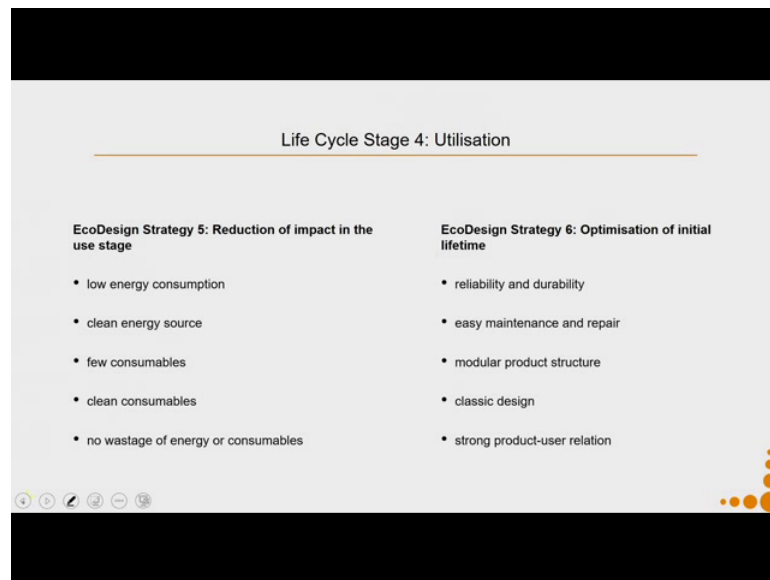 Life Cycle Stage 4: Utilisation
EcoDesign Strategy 5: Reduction of impact in the
use stage
• low energy consumption
• clean energy source
• few consumables
• clean consumables
• no wastage of energy or consumables
EcoDesign Strategy 6: Optimisation of initial
lifetime
• reliability and durability
• easy maintenance and repair
• modular product structure
• classic design
• strong product-user relation